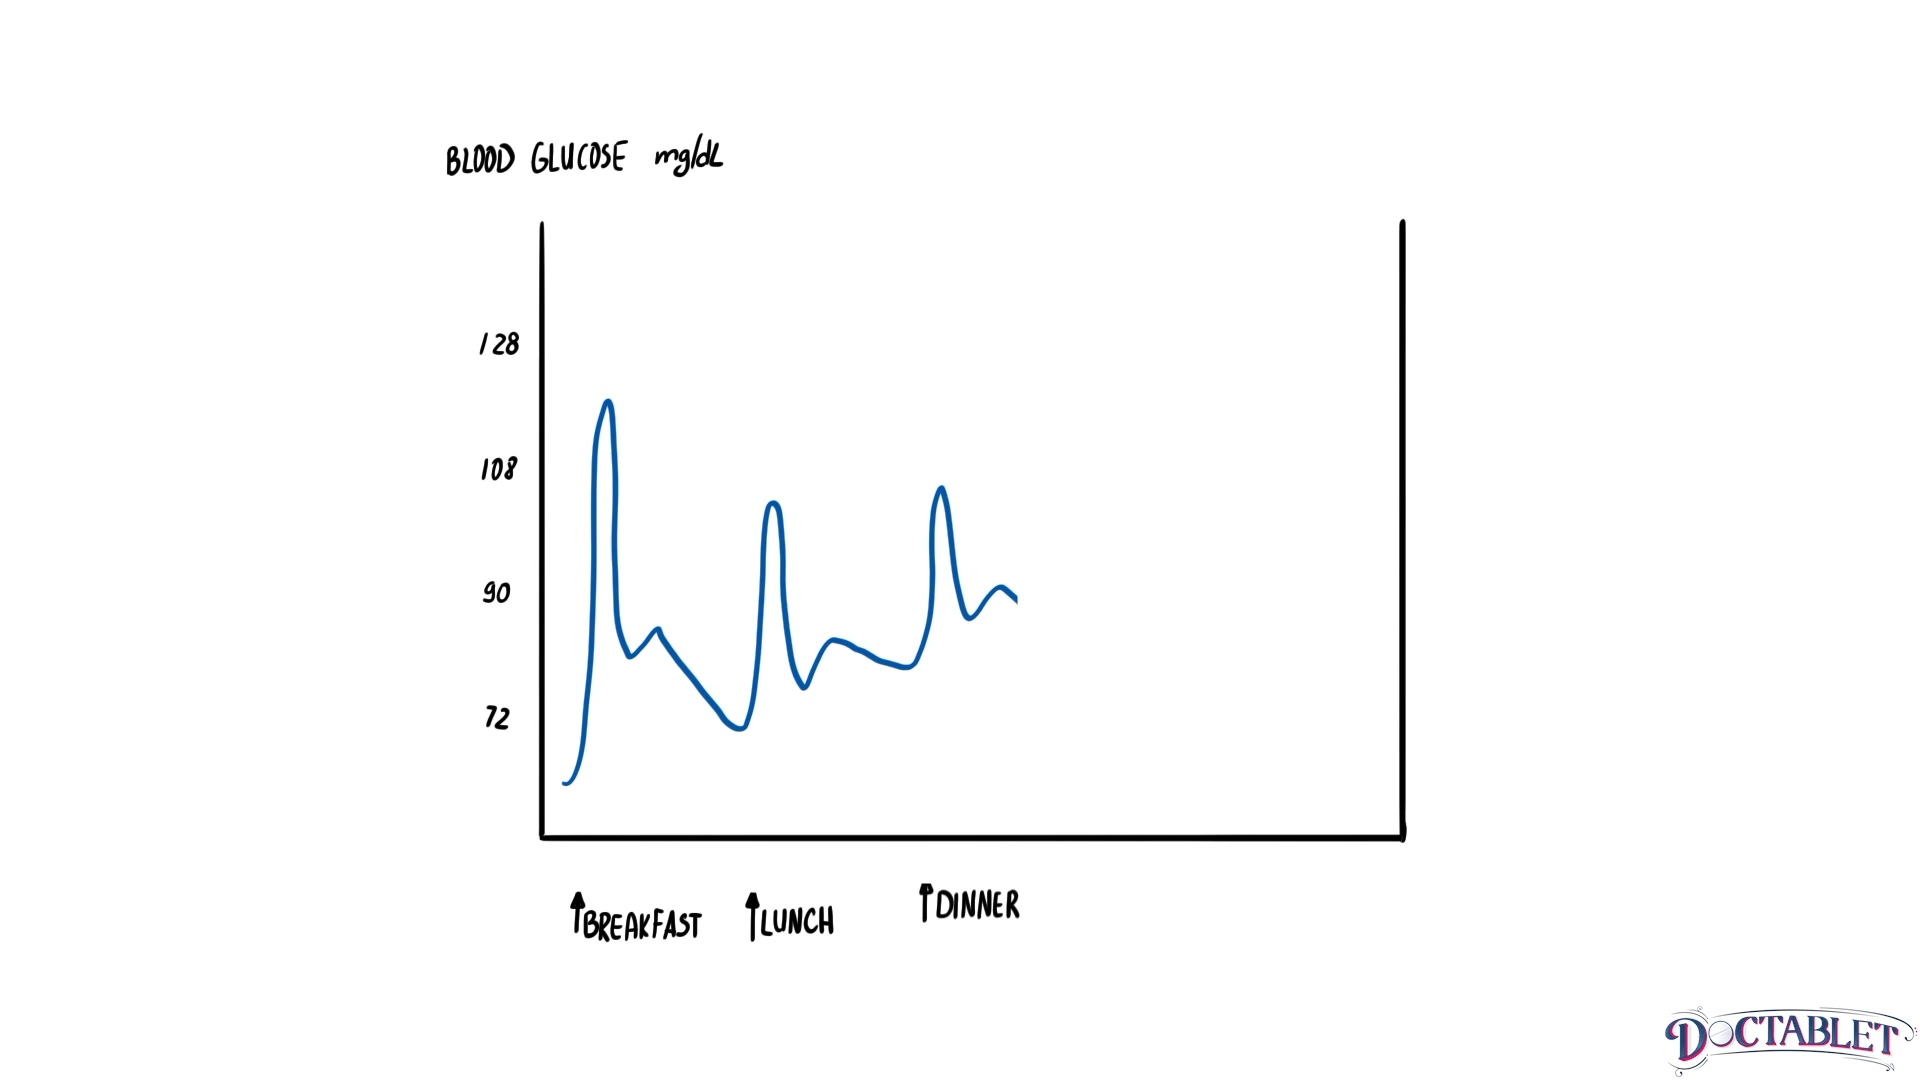 BLOOD GLUCOSE mg/dL
128
108
90
72
BREAKFAST
LUNCH
DINNER
DOCTABLET